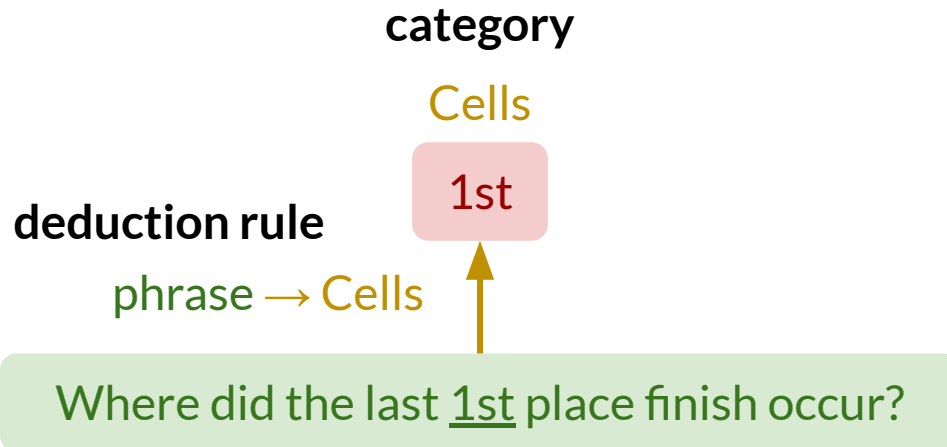 category
Cells
1st
deduction rule
phrase → Cells
Where did the last 1st place finish occur?